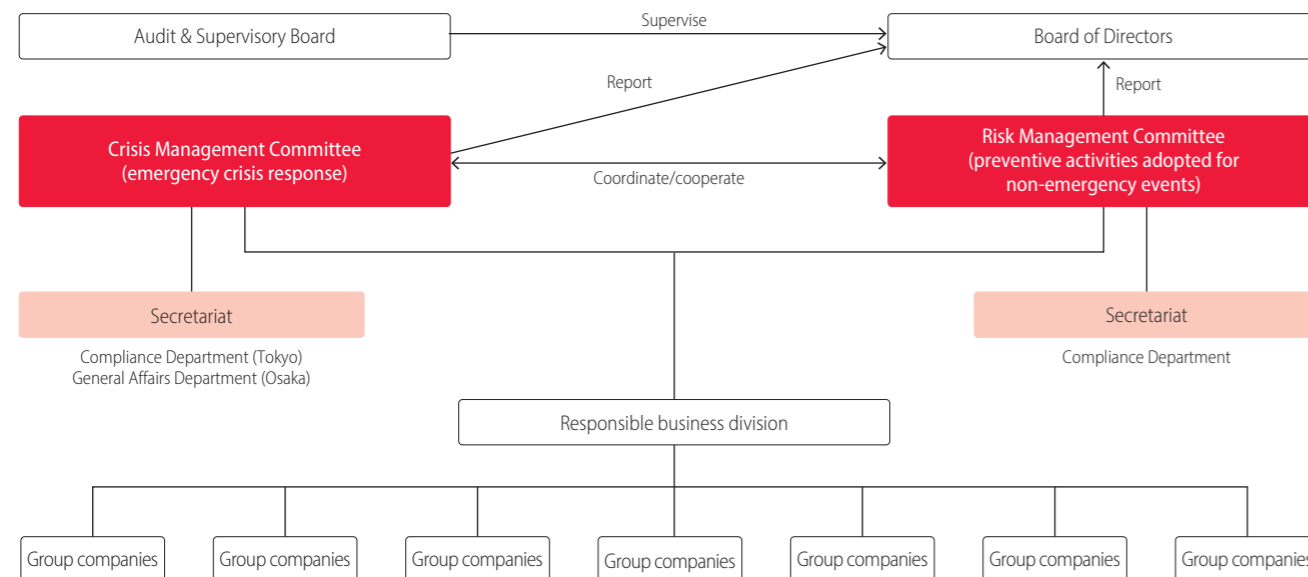 Supervise
Audit & Supervisory Board
Board of Directors
Report
Report
Crisis Management Committee
(emergency crisis response)
Coordinate/cooperate
Risk Management Committee
(preventive activities adopted for
non-emergency events)
Secretariat
Compliance Department (Tokyo)
General Affairs Department (Osaka)
Secretariat
Compliance Department
Responsible business division
Group companies
Group companies
Group companies
Group companies
Group companies
Group companies
Group companies